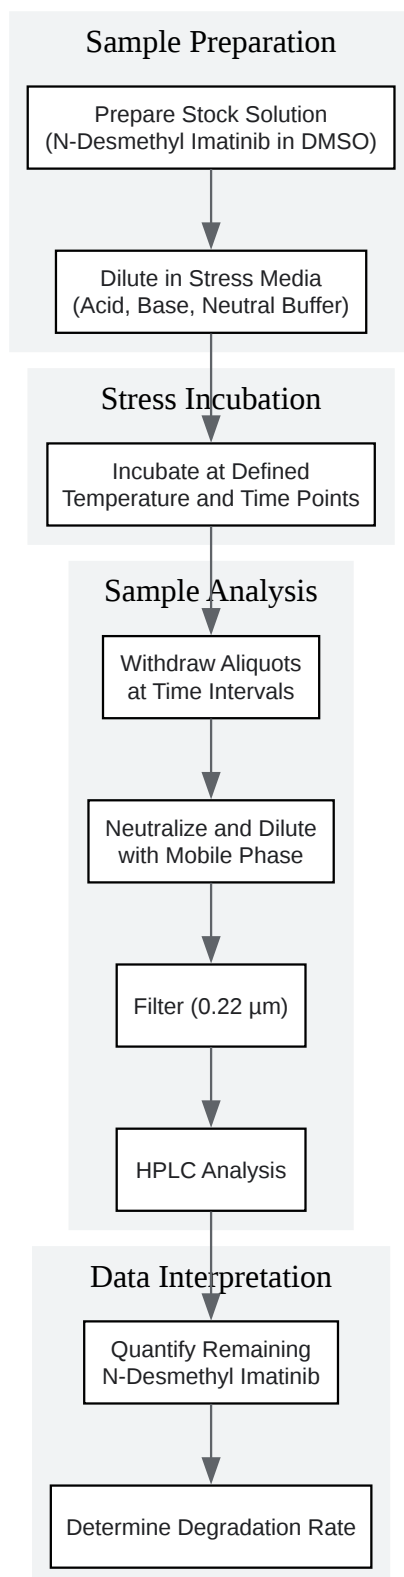 Sample Preparation
Prepare Stock Solution
(N-Desmethyl Imatinib in DMSO)
Dilute in Stress Media
(Acid, Base, Neutral Buffer)
Stress Incubation
Incubate at Defined
Temperature and Time Points
Sample Analysis
Withdraw Aliquots
at Time Intervals
Neutralize and Dilute
with Mobile Phase
Filter (0.22 µm)
HPLC Analysis
Data Interpretation
Quantify Remaining
N-Desmethyl Imatinib
Determine Degradation Rate